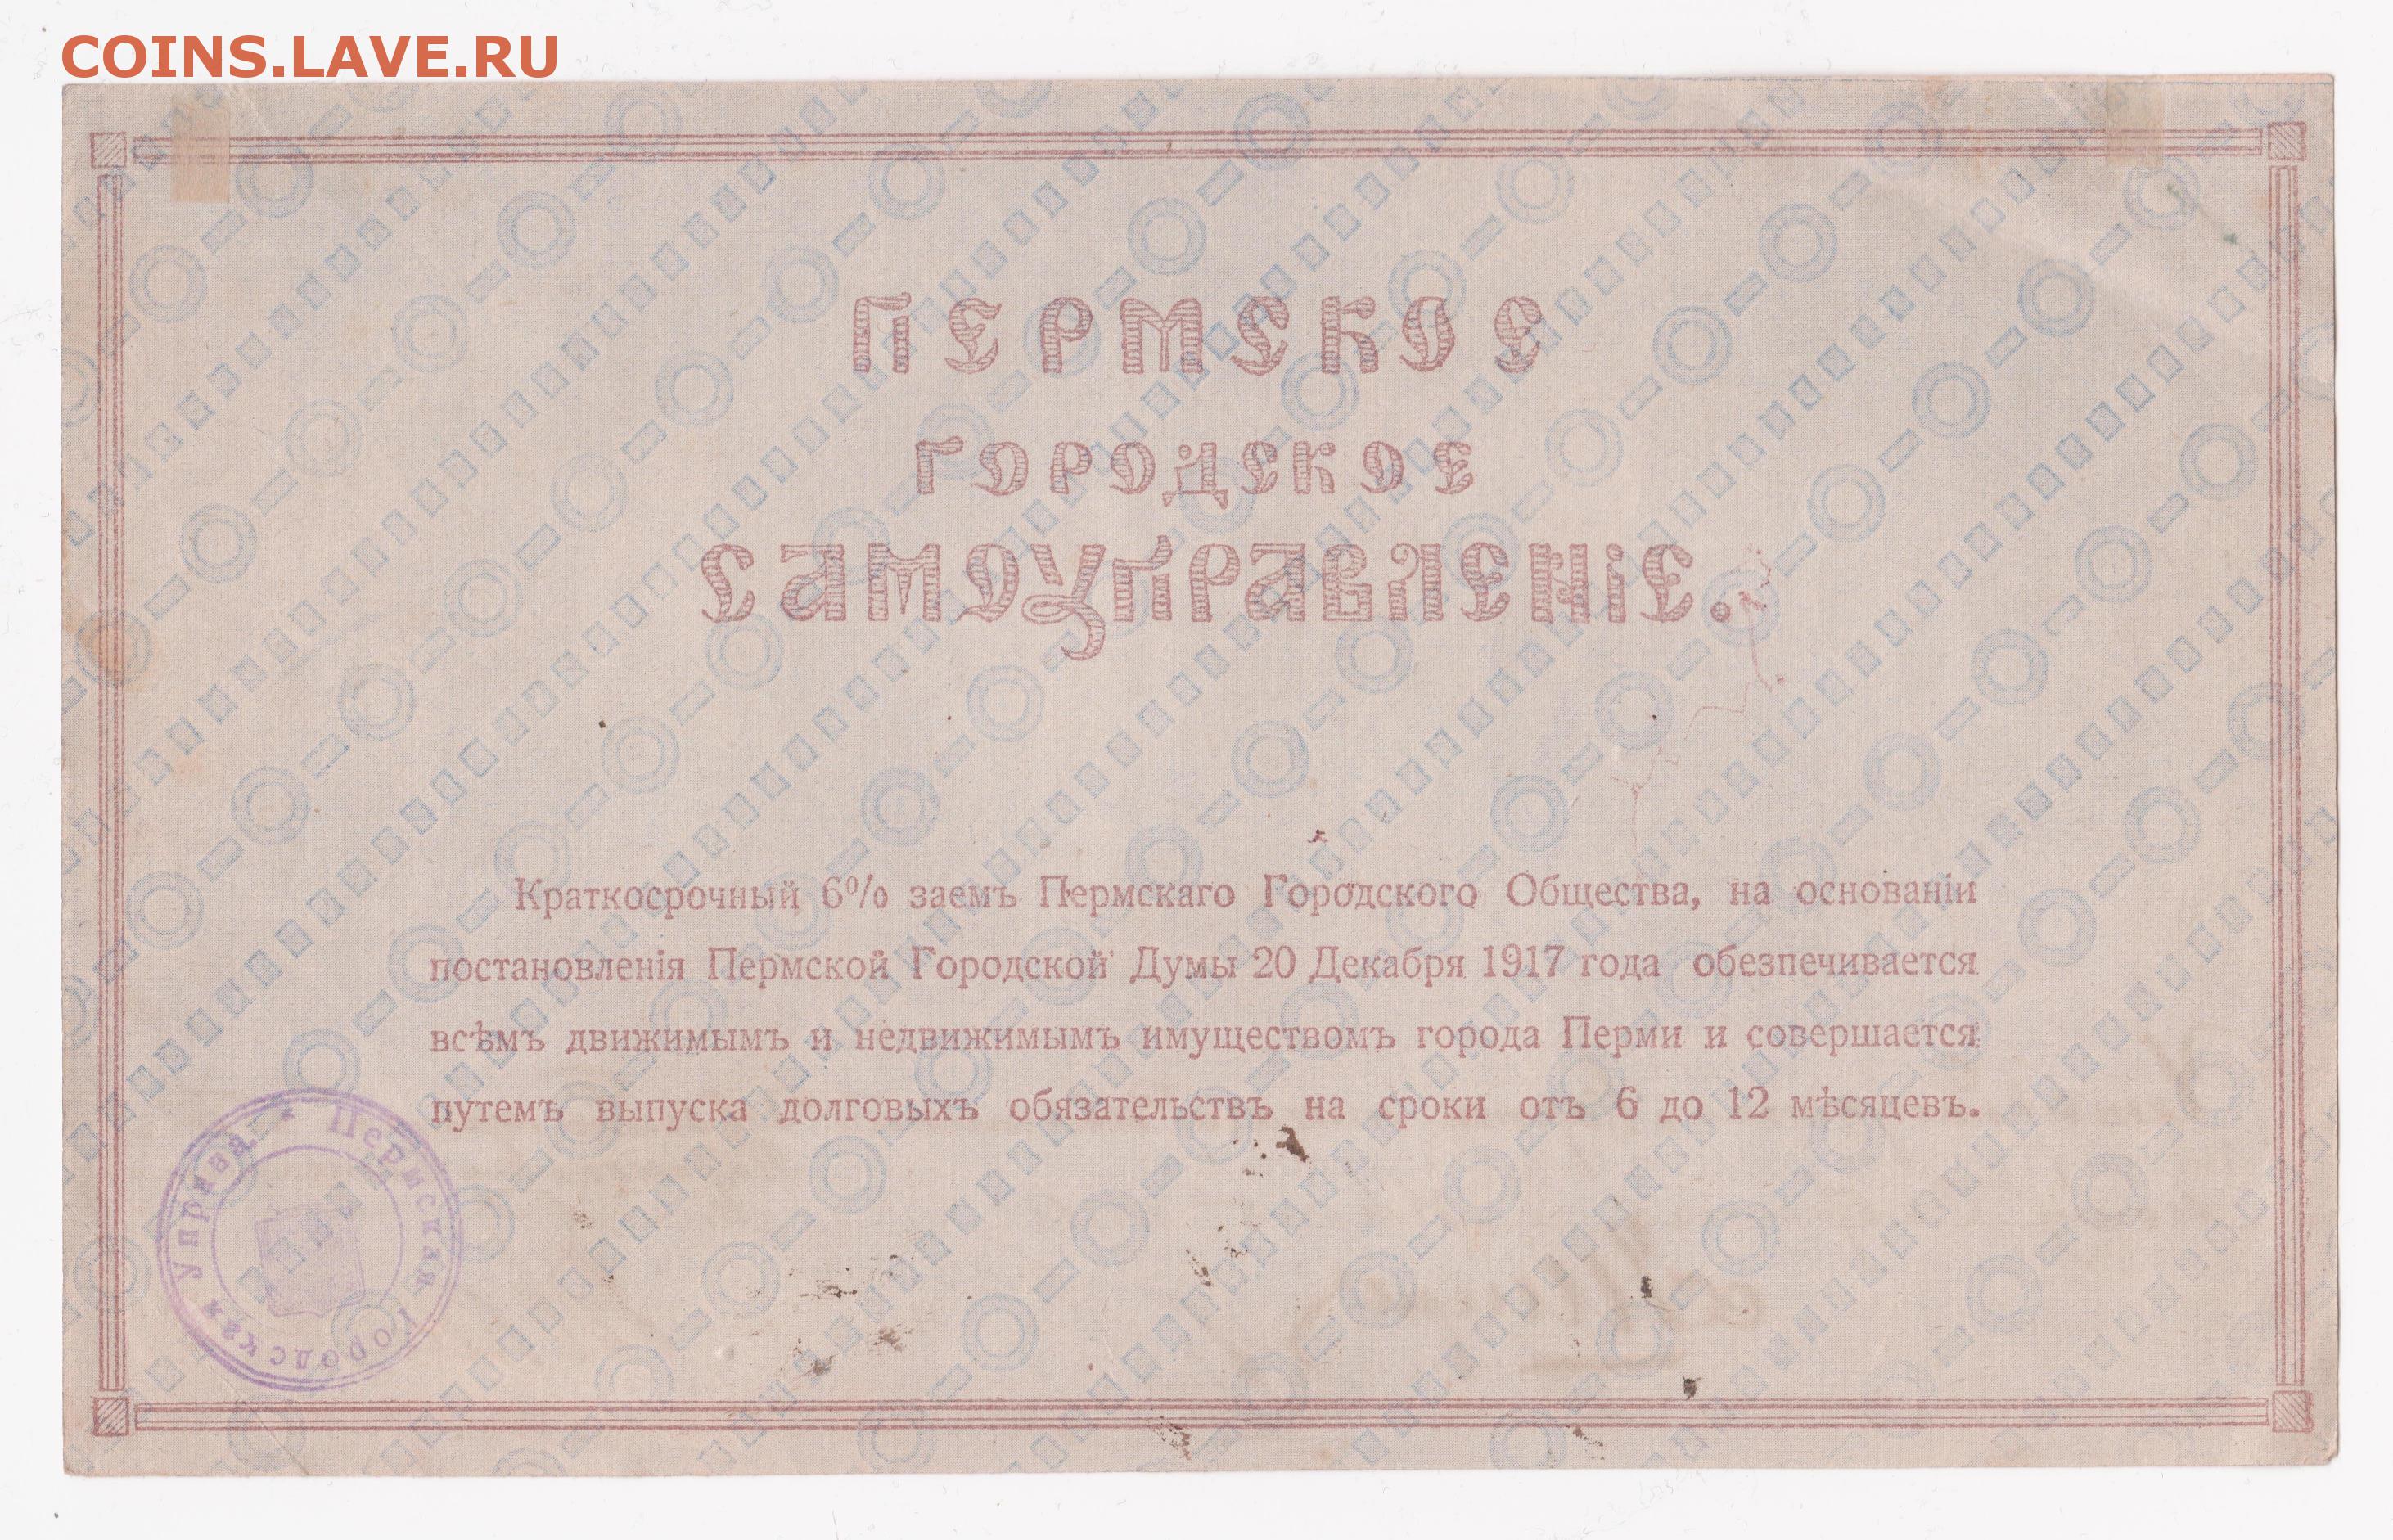 COINS.LAVE.RU
ПЕРМСКОЕ
ГОРОДСКОЕ
САМОУПРАВЛЕНІЕ.
Краткосрочный 6% заемъ Пермскаго Городского Общества, на основаніи
постановленія Пермской Городской Думы 20 Декабря 1917 года обезпечивается
всѣмъ движимымъ и недвижимымъ имуществомъ города Перми и совершается
путемъ выпуска долговыхъ обязательствъ на сроки отъ 6 до 12 мѣсяцевъ.
Пермская Городская Управа